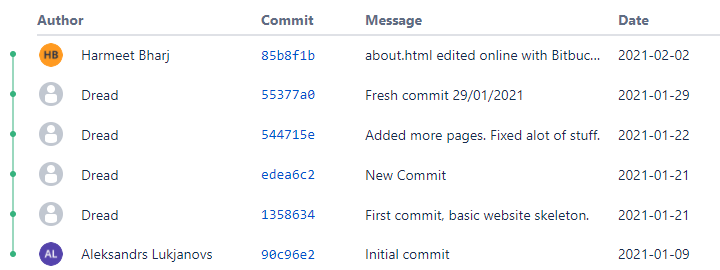 Author Commit Message Date
HB Harmeet Bharj 85b8f1b about.html edited online with Bitbuc... 2021-02-02
Dread 55377a0 Fresh commit 29/01/2021 2021-01-29
Dread 544715e Added more pages. Fixed alot of stuff. 2021-01-22
Dread edea6c2 New Commit 2021-01-21
Dread 1358634 First commit, basic website skeleton. 2021-01-21
AL Aleksandrs Lukjanovs 90c96e2 Initial commit 2021-01-09